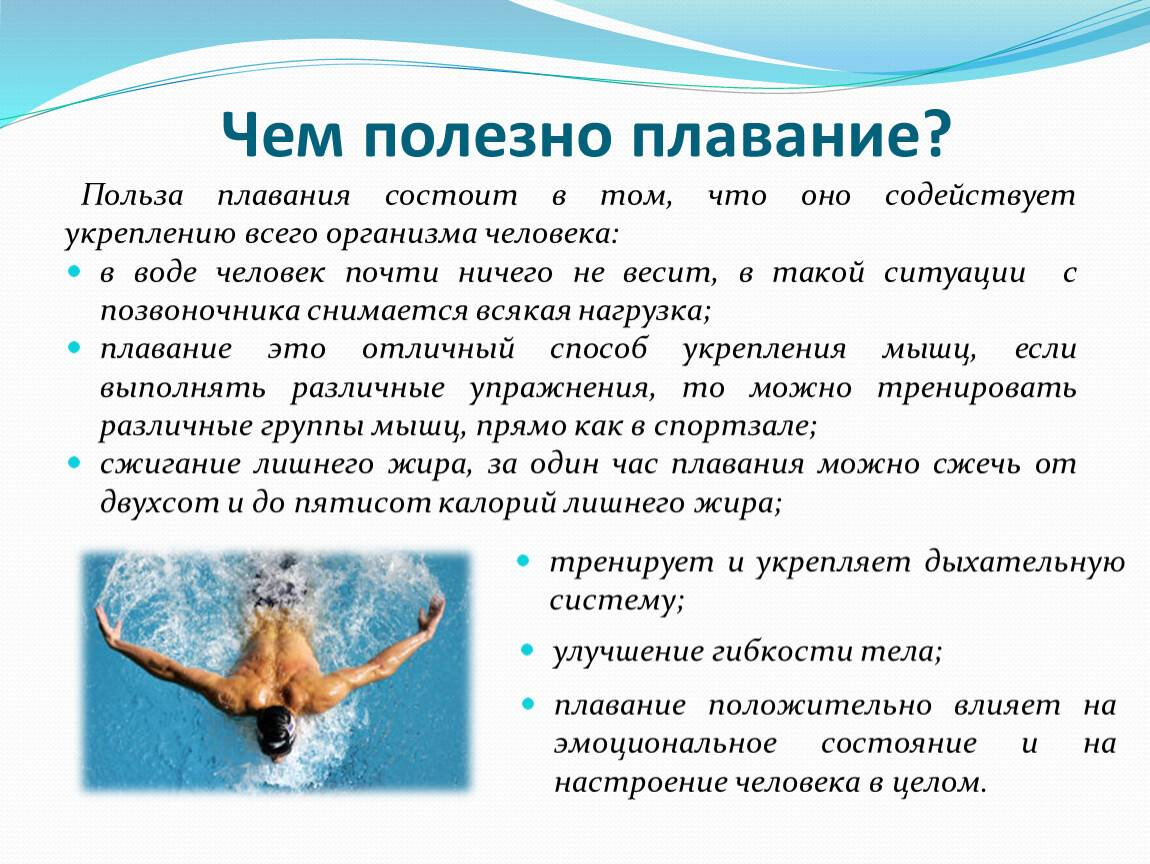 Чем полезно плавание?
Польза плавания состоит в том, что оно содействует
укреплению всего организма человека:
• в воде человек почти ничего не весит, в такой ситуации с
позвоночника снимается всякая нагрузка;
• плавание это отличный способ укрепления мышц, если
выполнять различные упражнения, то можно тренировать
различные группы мышц, прямо как в спортзале;
• сжигание лишнего жира, за один час плавания можно сжечь от
двухсот и до пятисот калорий лишнего жира;
• тренирует и укрепляет дыхательную
систему;
• улучшение гибкости тела;
• плавание положительно влияет на
эмоциональное состояние и на
настроение человека в целом.